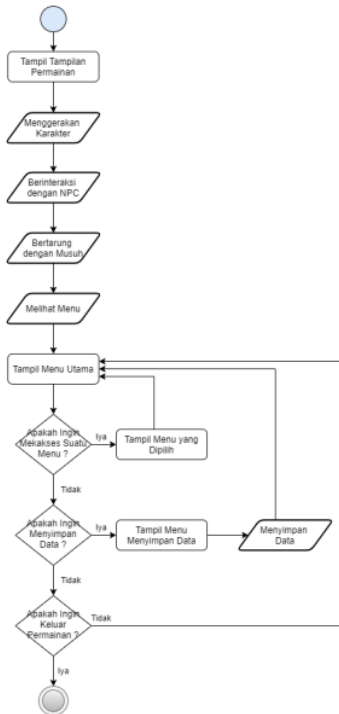 Tampil Tampilan
Permainan
Menggerakan
Karakter
Berinteraksi
dengan NPC
Bertarung
dengan Musuh
Melihat Menu
Tampil Menu Utama
Apakah Ingin
Mekakses Suatu
Menu ?
Iya
Tampil Menu yang
Dipilih
Tidak
Apakah Ingin
Menyimpan
Data ?
Iya
Tampil Menu
Menyimpan Data
Menyimpan
Data
Tidak
Apakah Ingin
Keluar
Permainan ?
Tidak
Iya